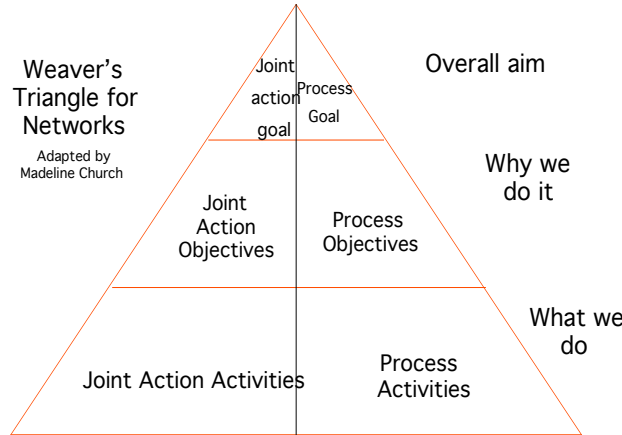 Weaver's
Triangle for
Networks
Adapted by
Madeline Church
Joint
action
goal
Process
Goal
Overall aim
Joint
Action
Objectives
Process
Objectives
Why we
do it
Joint Action Activities
Process
Activities
What we
do